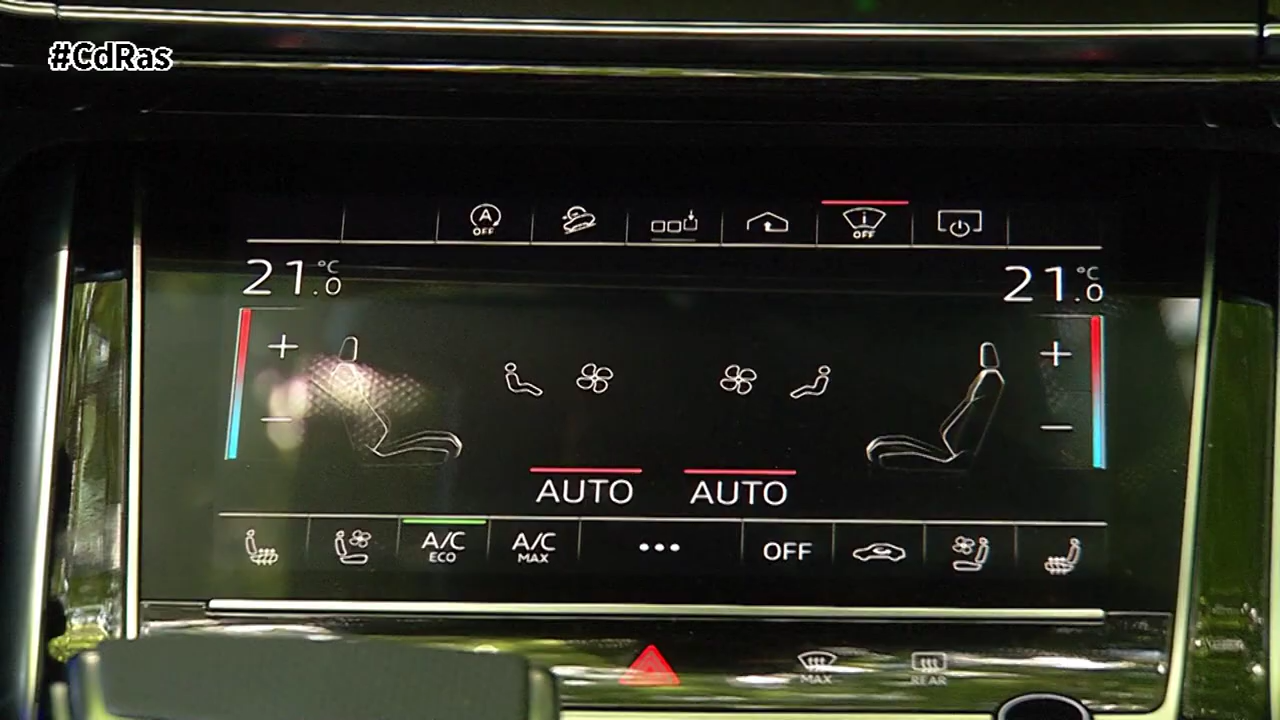 #CdRas
A
OFF
i
OFF
21.0 °C
21.0 °C
+
+
−
−
AUTO
AUTO
A/C
ECO
A/C
MAX
•••
OFF
MAX
REAR